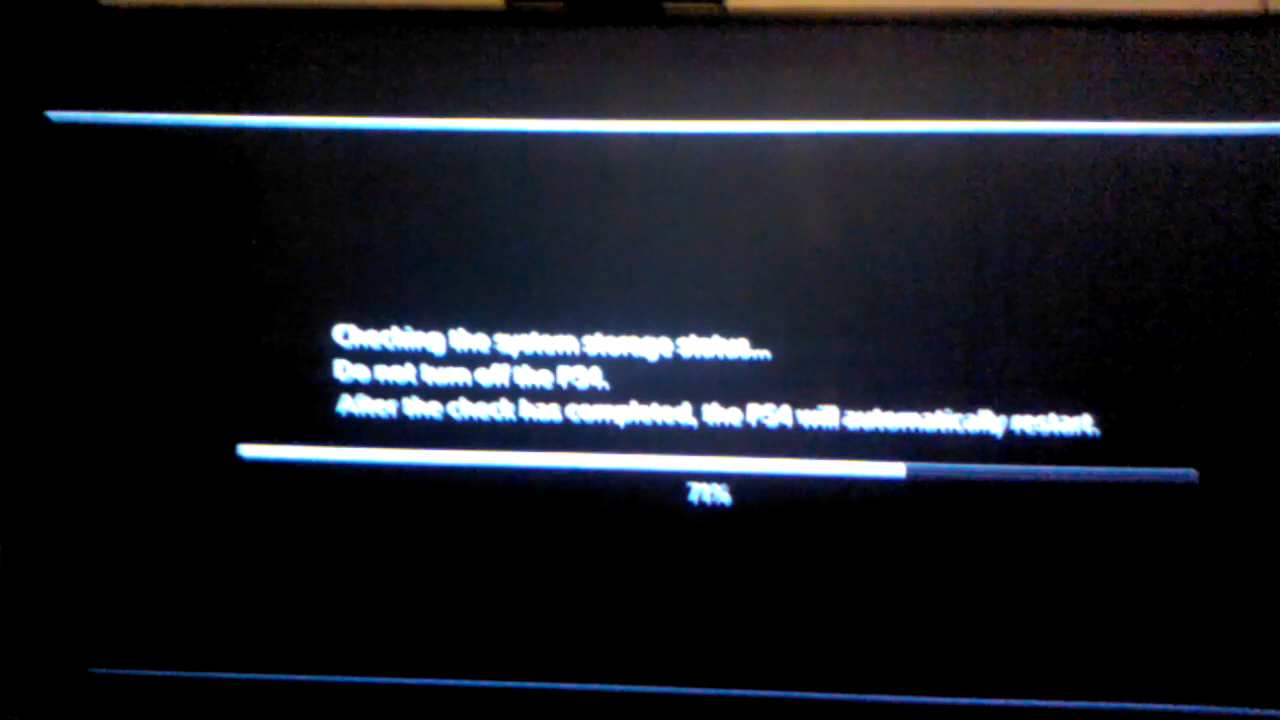 Checking the system storage status...
Do not turn off the PS4.
After the check has completed, the PS4 will automatically restart.
71%